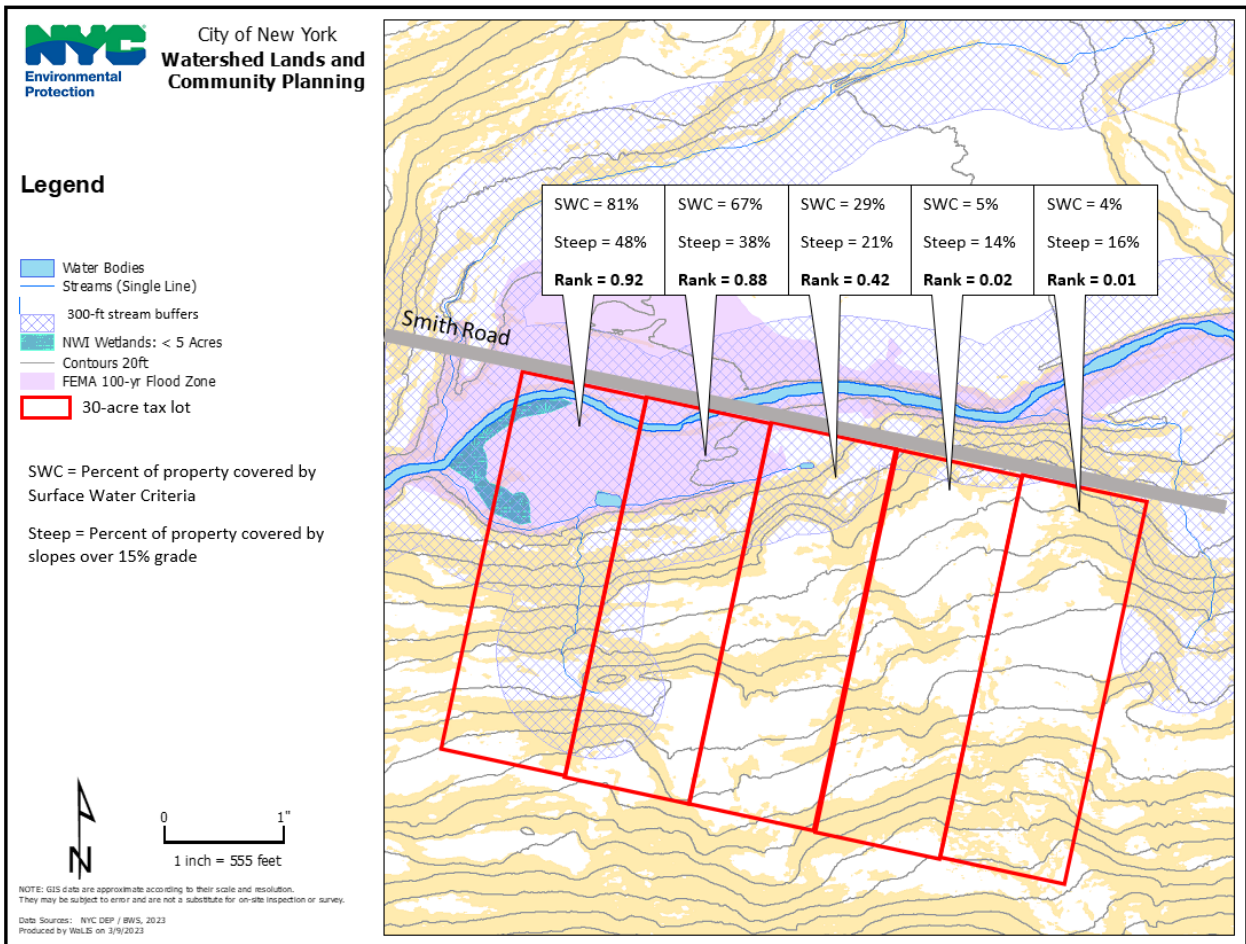 NYC
Environmental
Protection
City of New York
Watershed Lands and
Community Planning
Legend
Water Bodies
Streams (Single Line)
300-ft stream buffers
NWI Wetlands: < 5 Acres
Contours 20ft
FEMA 100-yr Flood Zone
30-acre tax lot
SWC = Percent of property covered by
Surface Water Criteria
Steep = Percent of property covered by
slopes over 15% grade
N
0 1"
1 inch = 555 feet
NOTE: GIS data are approximate according to their scale and resolution.
They may be subject to error and are not a substitute for on-site inspection or survey.
Data Sources: NYC DEP / BWS, 2023
Produced by WaLIS on 3/9/2023
SWC = 81%
Steep = 48%
Rank = 0.92
SWC = 67%
Steep = 38%
Rank = 0.88
SWC = 29%
Steep = 21%
Rank = 0.42
SWC = 5%
Steep = 14%
Rank = 0.02
SWC = 4%
Steep = 16%
Rank = 0.01
Smith Road